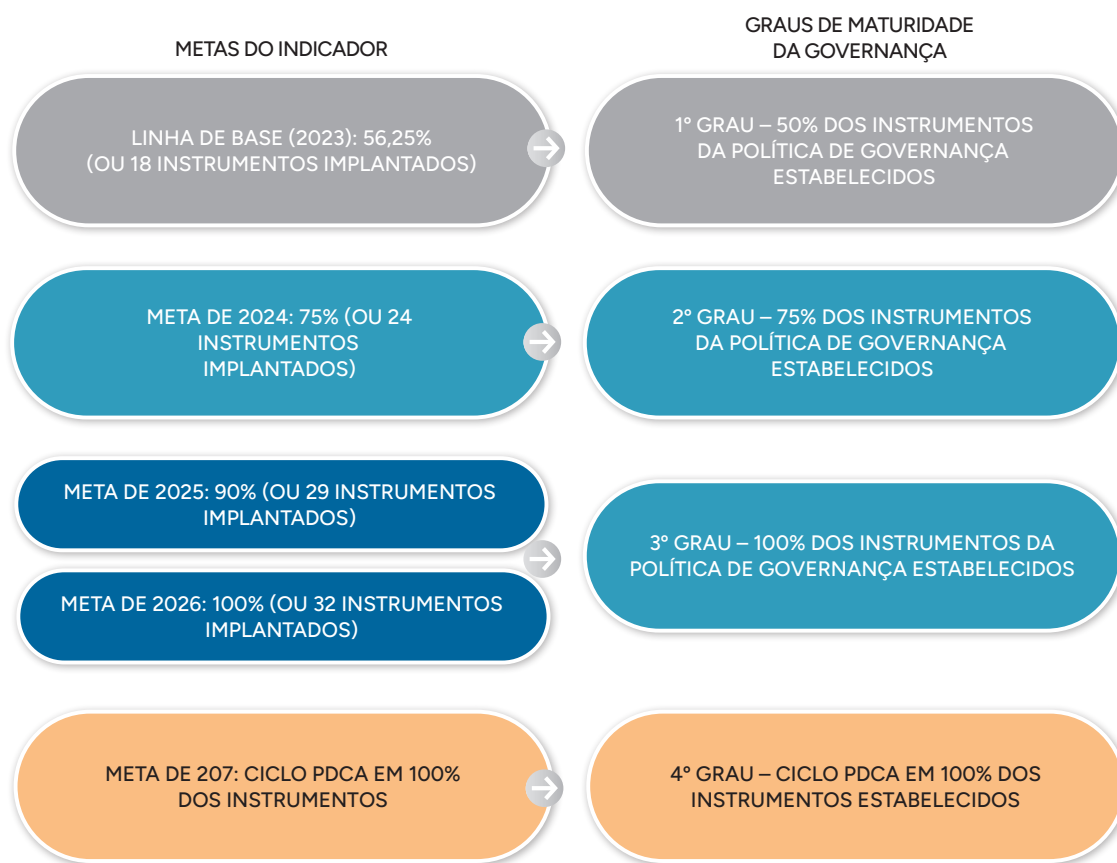 METAS DO INDICADOR
GRAUS DE MATURIDADE
DA GOVERNANÇA
LINHA DE BASE (2023): 56,25%
(OU 18 INSTRUMENTOS IMPLANTADOS)
1º GRAU – 50% DOS INSTRUMENTOS
DA POLÍTICA DE GOVERNANÇA
ESTABELECIDOS
META DE 2024: 75% (OU 24
INSTRUMENTOS
IMPLANTADOS)
2º GRAU – 75% DOS INSTRUMENTOS
DA POLÍTICA DE GOVERNANÇA
ESTABELECIDOS
META DE 2025: 90% (OU 29 INSTRUMENTOS
IMPLANTADOS)
META DE 2026: 100% (OU 32 INSTRUMENTOS
IMPLANTADOS)
3º GRAU – 100% DOS INSTRUMENTOS DA
POLÍTICA DE GOVERNANÇA ESTABELECIDOS
META DE 207: CICLO PDCA EM 100%
DOS INSTRUMENTOS
4º GRAU – CICLO PDCA EM 100% DOS
INSTRUMENTOS ESTABELECIDOS